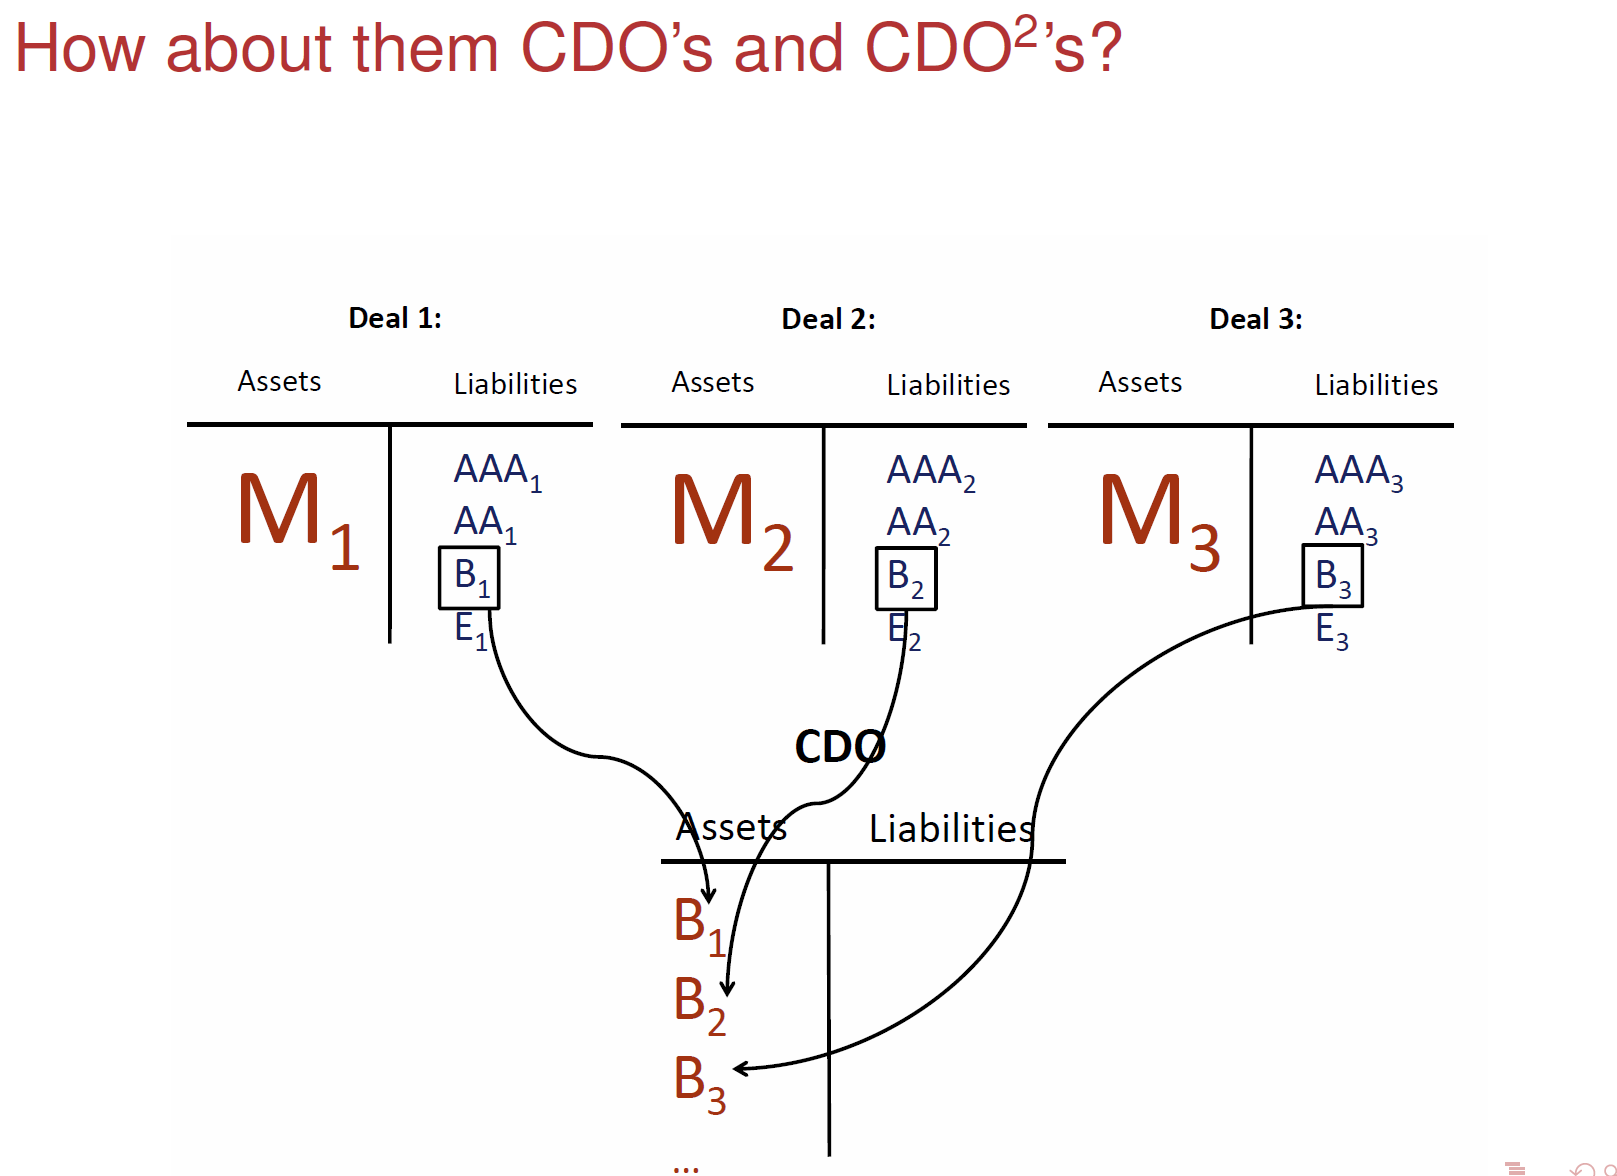 How about them CDO’s and CDO²’s?
Deal 1:
Assets Liabilities
M₁
AAA₁
AA₁
B₁
E₁
Deal 2:
Assets Liabilities
M₂
AAA₂
AA₂
B₂
E₂
Deal 3:
Assets Liabilities
M₃
AAA₃
AA₃
B₃
E₃
CDO
Assets Liabilities
B₁
B₂
B₃
...